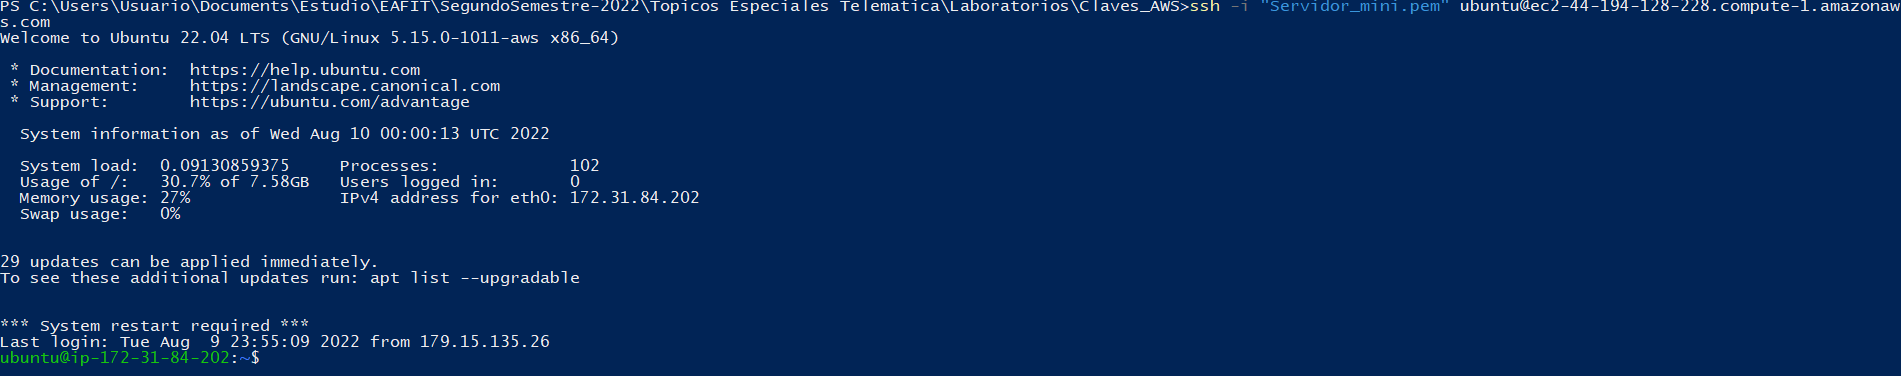 PS C:\Users\Usuario\Documents\Estudio\EAFIT\SegundoSemestre-2022\Topicos Especiales Telematica\Laboratorios\Claves_AWS>ssh -i "Servidor_mini.pem" ubuntu@ec2-44-194-128-228.compute-1.amazonaw
s.com
Welcome to Ubuntu 22.04 LTS (GNU/Linux 5.15.0-1011-aws x86_64)
* Documentation:  https://help.ubuntu.com
* Management:     https://landscape.canonical.com
* Support:        https://ubuntu.com/advantage
System information as of Wed Aug 10 00:00:13 UTC 2022
System load:  0.09130859375     Processes:             102
Usage of /:   30.7% of 7.58GB   Users logged in:       0
Memory usage: 27%               IPv4 address for eth0: 172.31.84.202
Swap usage:   0%
29 updates can be applied immediately.
To see these additional updates run: apt list --upgradable
*** System restart required ***
Last login: Tue Aug  9 23:55:09 2022 from 179.15.135.26
ubuntu@ip-172-31-84-202:~$